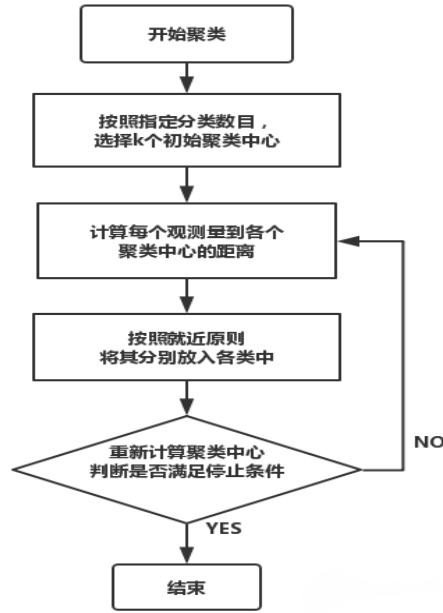 开始聚类
按照指定分类数目，
选择k个初始聚类中心
计算每个观测量到各个
聚类中心的距离
按照就近原则
将其分别放入各类中
重新计算聚类中心
判断是否满足停止条件
NO
YES
结束